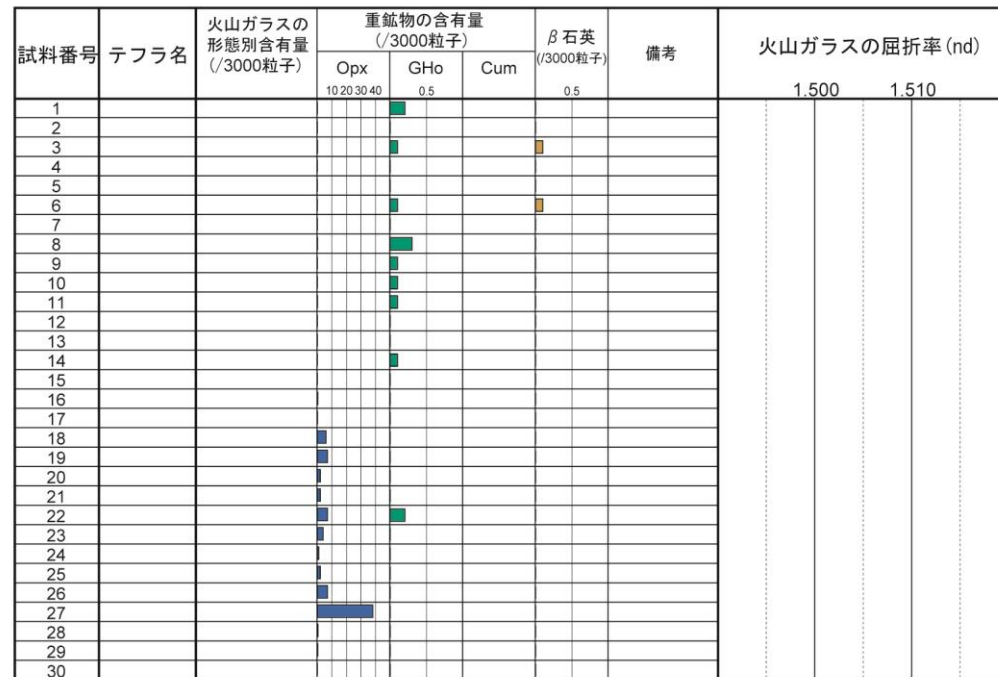 試料番号
テフラ名
火山ガラスの
形態別含有量
(/3000粒子)
重鉱物の含有量
(/3000粒子)
Opx
10 20 30 40
GHo
0.5
Cum
β石英
(/3000粒子)
0.5
備考
火山ガラスの屈折率(nd)
1.500
1.510
1
2
3
4
5
6
7
8
9
10
11
12
13
14
15
16
17
18
19
20
21
22
23
24
25
26
27
28
29
30